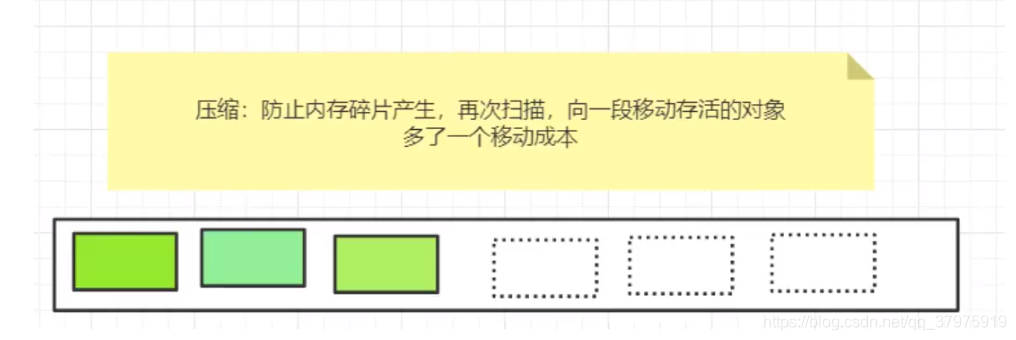 压缩：防止内存碎片产生，再次扫描，向一段移动存活的对象
多了一个移动成本
https://blog.csdn.net/qq_37975919